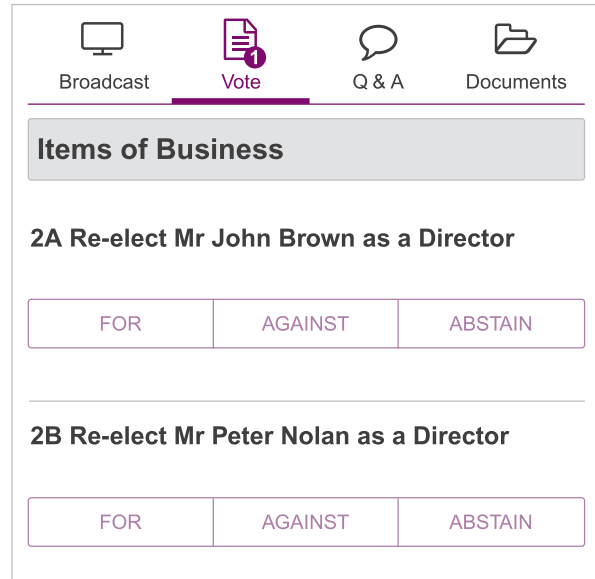 1
Broadcast Vote Q & A Documents
Items of Business
2A Re-elect Mr John Brown as a Director
FOR AGAINST ABSTAIN
2B Re-elect Mr Peter Nolan as a Director
FOR AGAINST ABSTAIN